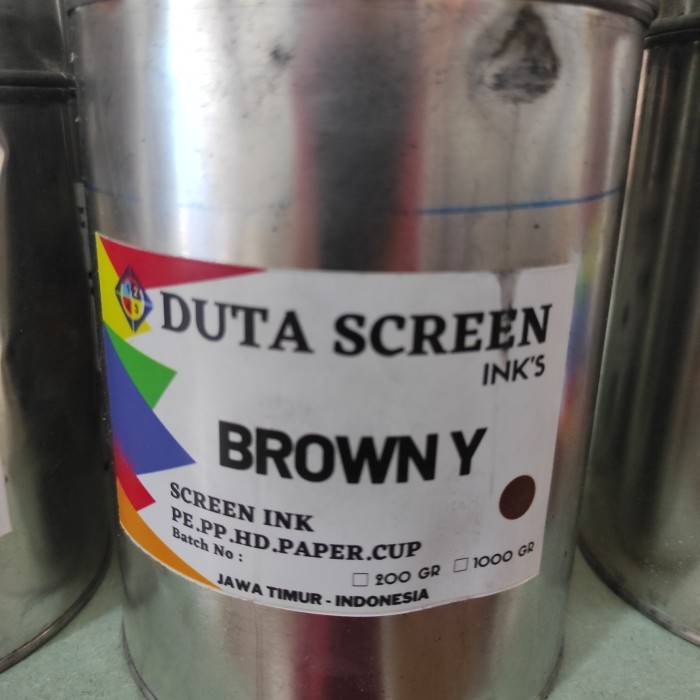 DUTA SCREEN
INK'S
BROWN Y
SCREEN INK
PE.PP.HD.PAPER.CUP
Batch No :
200 GR 1000 GR
JAWA TIMUR - INDONESIA